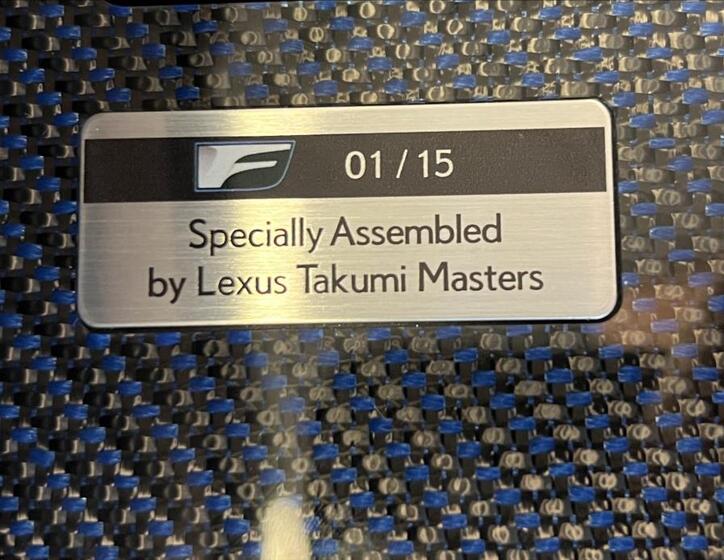 F 01 / 15
Specially Assembled
by Lexus Takumi Masters